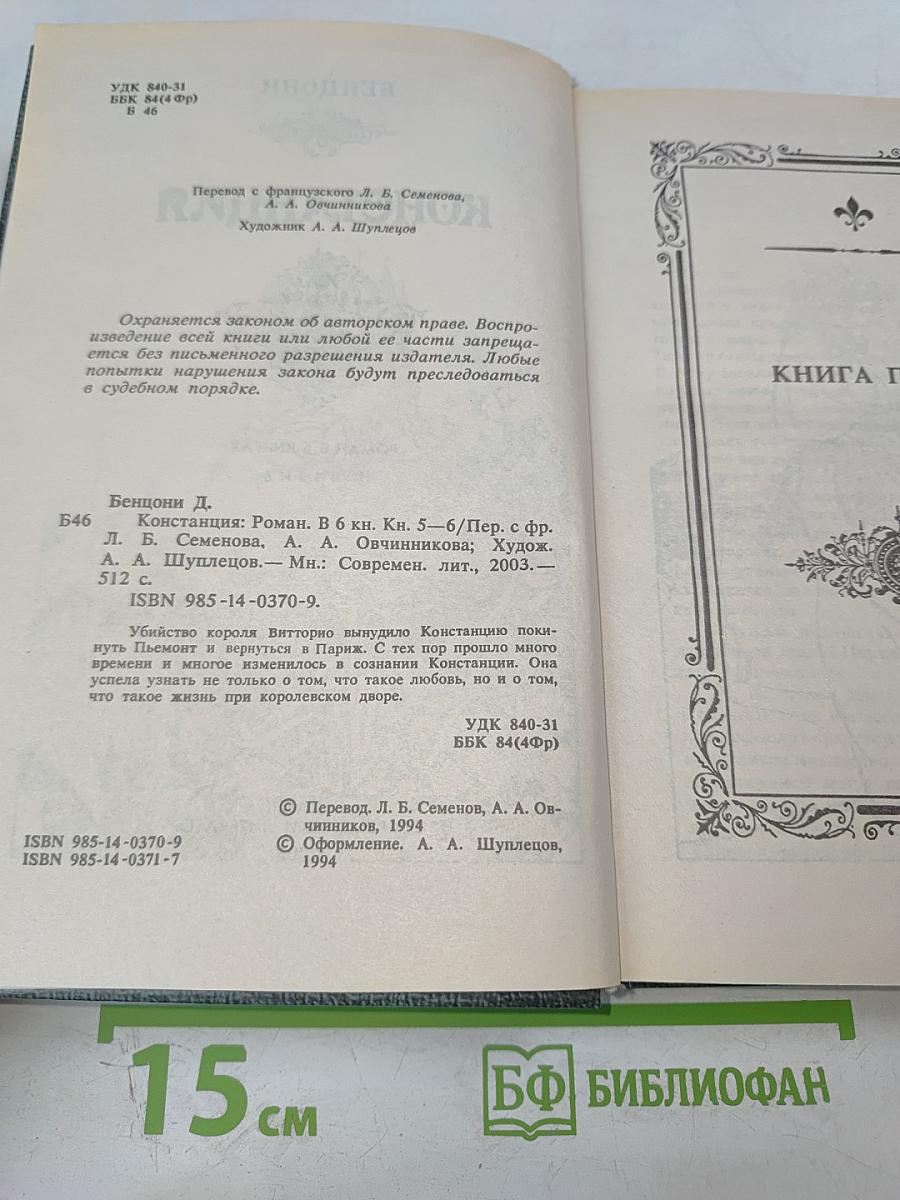 УДК 840-31
ББК 84(4Фр)
Б 46
Перевод с французского Л. Б. Семенова,
А. А. Овчинникова
Художник А. А. Шуплецов
Охраняется законом об авторском праве. Воспро-
изведение всей книги или любой ее части запреща-
ется без письменного разрешения издателя. Любые
попытки нарушения закона будут преследоваться
в судебном порядке.
Бенцони Д.
Б46 Констанция: Роман. В 6 кн. Кн. 5—6/Пер. с фр.
Л. Б. Семенова, А. А. Овчинникова; Худож.
А. А. Шуплецов.— Мн.: Современ. лит., 2003.—
512 с.
ISBN 985-14-0370-9.
Убийство короля Витторио вынудило Констанцию поки-
нуть Пьемонт и вернуться в Париж. С тех пор прошло много
времени и многое изменилось в сознании Констанции. Она
успела узнать не только о том, что такое любовь, но и о том,
что такое жизнь при королевском дворе.
УДК 840-31
ББК 84(4Фр)
© Перевод. Л. Б. Семенов, А. А. Ов-
чинников, 1994
© Оформление. А. А. Шуплецов,
1994
ISBN 985-14-0370-9
ISBN 985-14-0371-7
КНИГА
15 см
БФ БИБЛИОФАН